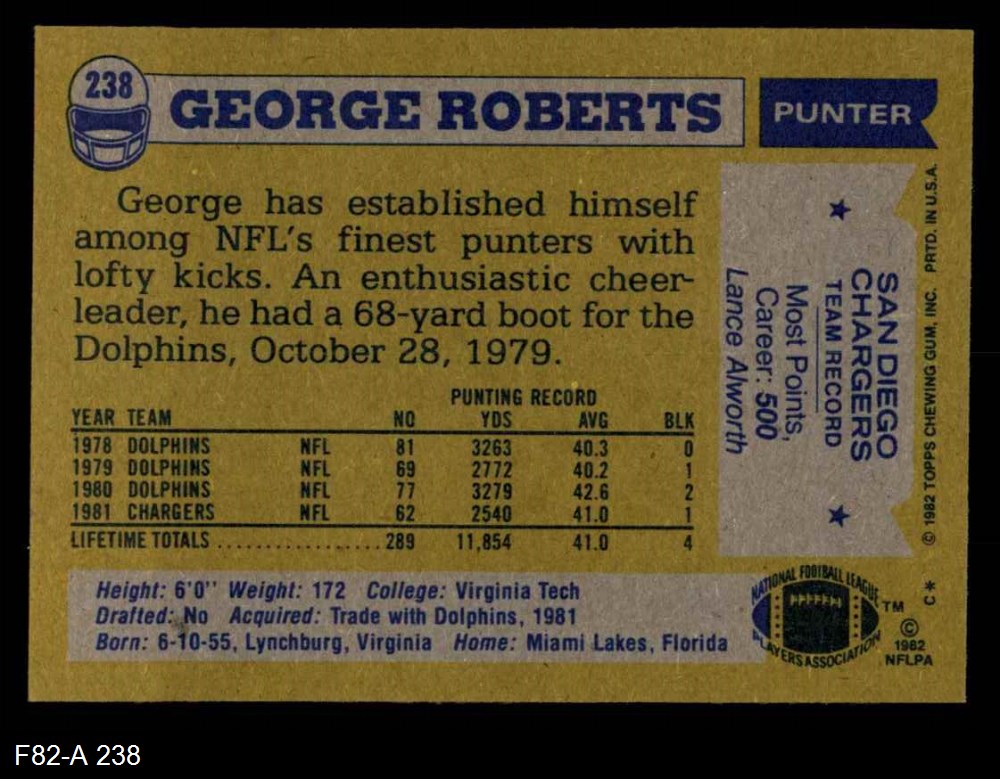 238
GEORGE ROBERTS
PUNTER
George has established himself
among NFL's finest punters with
lofty kicks. An enthusiastic cheer-
leader, he had a 68-yard boot for the
Dolphins, October 28, 1979.
PUNTING RECORD
YEAR TEAM NO YDS AVG BLK
1978 DOLPHINS NFL 81 3263 40.3 0
1979 DOLPHINS NFL 69 2772 40.2 1
1980 DOLPHINS NFL 77 3279 42.6 2
1981 CHARGERS NFL 62 2540 41.0 1
LIFETIME TOTALS ................. 289 11,854 41.0 4
Height: 6'0" Weight: 172 College: Virginia Tech
Drafted: No Acquired: Trade with Dolphins, 1981
Born: 6-10-55, Lynchburg, Virginia Home: Miami Lakes, Florida
SAN DIEGO
CHARGERS
TEAM RECORD
Most Points,
Career: 500
Lance Alworth
© 1982 TOPPS CHEWING GUM, INC. PRTD. IN U.S.A.
C*
NATIONAL FOOTBALL LEAGUE
PLAYERS ASSOCIATION
TM
©
1982
NFLPA
F82-A 238